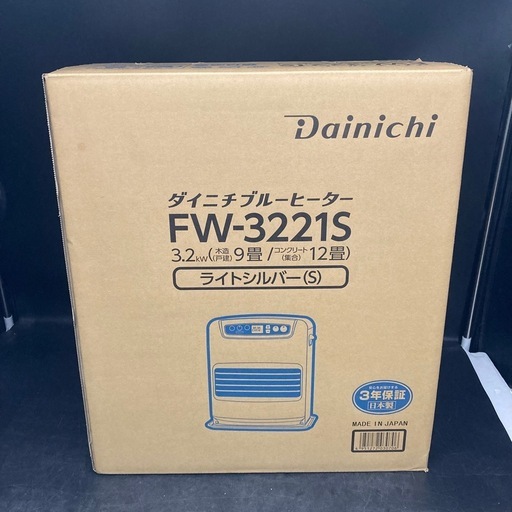 Dainichi
ダイニチブルーヒーター
FW-3221S
3.2kW(木造(戸建)9畳/コンクリート(集合)12畳)
ライトシルバー(S)
3年保証
日本製
MADE IN JAPAN